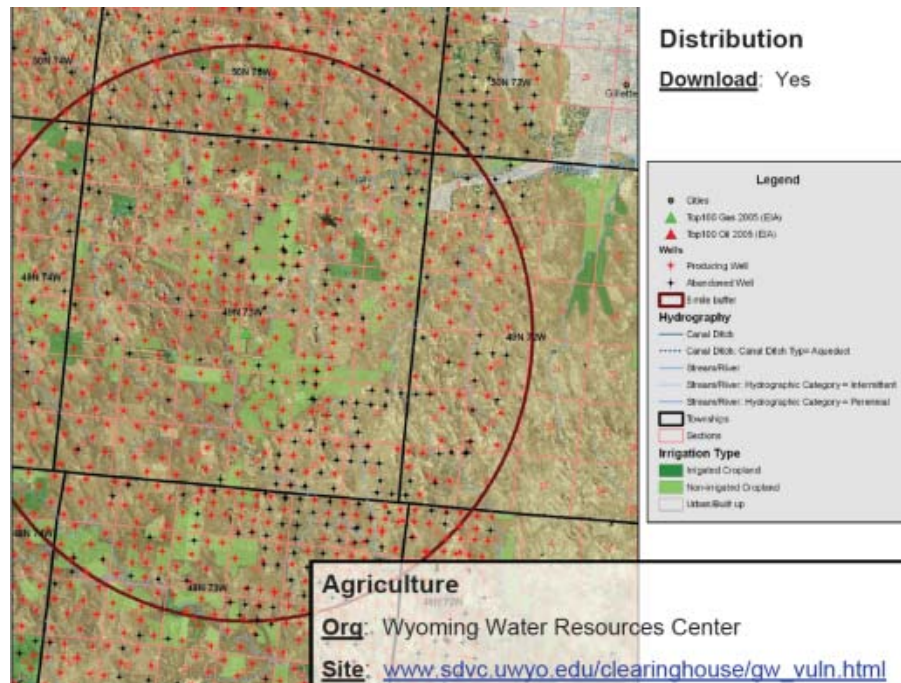 Distribution
Download: Yes
50N 74W
50N 73W
50N 72W
Gillette
49N 74W
49N 73W
49N 72W
48N 73W
Legend
Cities
Top100 Gas 2005 (EIA)
Top100 Oil 2005 (EIA)
Wells
Producing Well
Abandoned Well
5 mile buffer
Hydrography
Canal Ditch
Canal Ditch: Canal Ditch Type= Aqueduct
Stream/River
Stream/River: Hydrographic Category = Intermittent
Stream/River: Hydrographic Category = Perennial
Townships
Sections
Irrigation Type
Irrigated Cropland
Non-irrigated Cropland
Urban/Built up
Agriculture
Org: Wyoming Water Resources Center
Site: www.sdvc.uwyo.edu/clearinghouse/gw_vuln.html